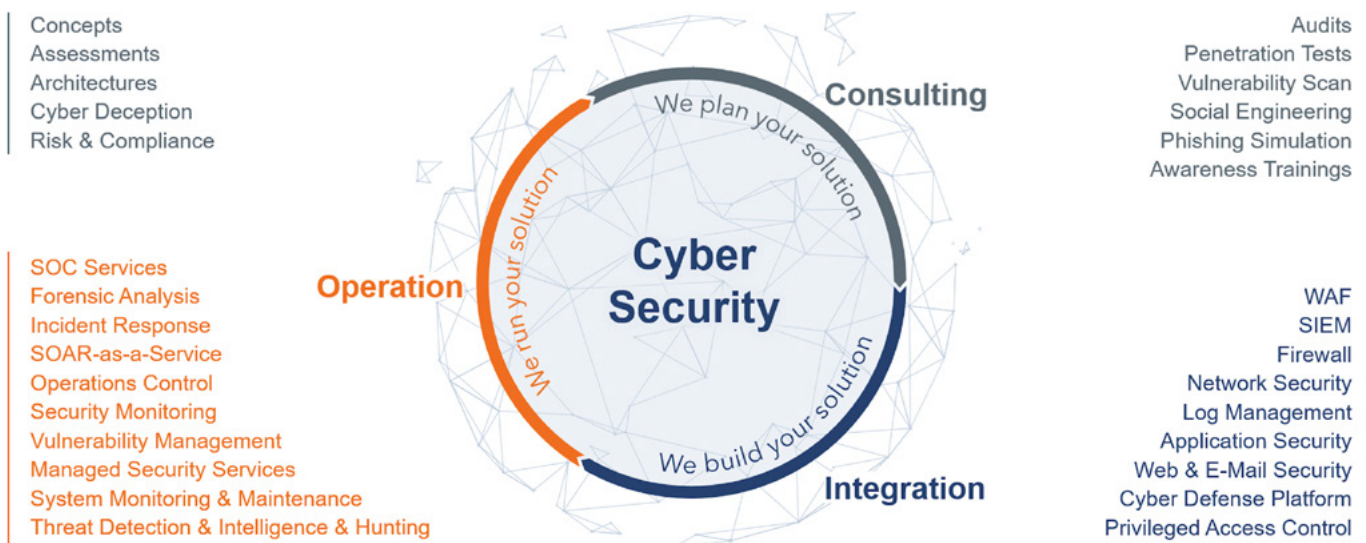 Concepts
Assessments
Architectures
Cyber Deception
Risk & Compliance
Audits
Penetration Tests
Vulnerability Scan
Social Engineering
Phishing Simulation
Awareness Trainings
Consulting
We plan your solution
Cyber
Security
Operation
We run your solution
We build your solution
Integration
SOC Services
Forensic Analysis
Incident Response
SOAR-as-a-Service
Operations Control
Security Monitoring
Vulnerability Management
Managed Security Services
System Monitoring & Maintenance
Threat Detection & Intelligence & Hunting
WAF
SIEM
Firewall
Network Security
Log Management
Application Security
Web & E-Mail Security
Cyber Defense Platform
Privileged Access Control